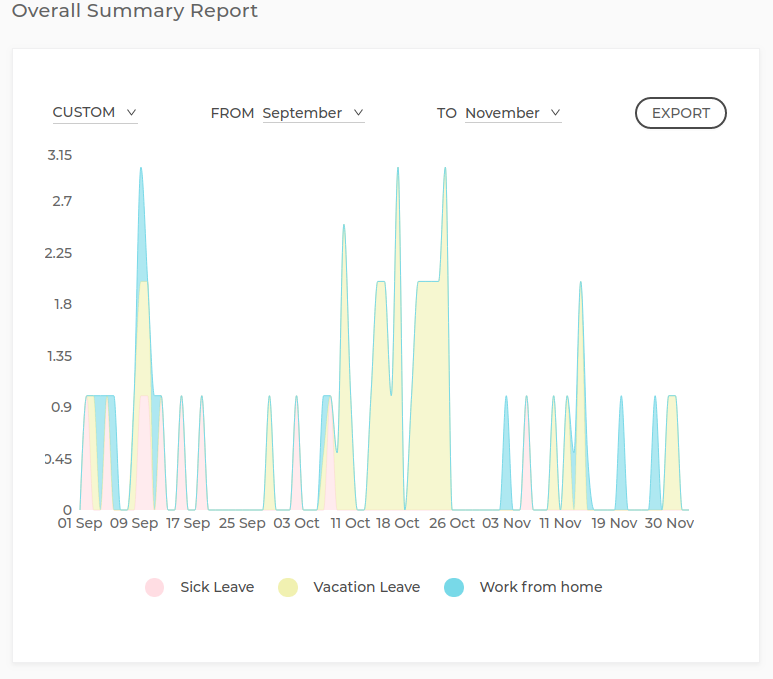 Overall Summary Report
CUSTOM FROM September TO November EXPORT
3.15
2.7
2.25
1.8
1.35
0.9
0.45
0
01 Sep 09 Sep 17 Sep 25 Sep 03 Oct 11 Oct 18 Oct 26 Oct 03 Nov 11 Nov 19 Nov 30 Nov
Sick Leave Vacation Leave Work from home